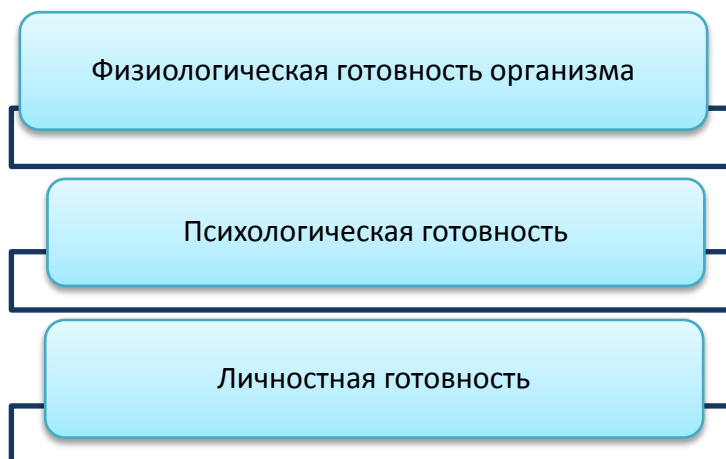 Физиологическая готовность организма
Психологическая готовность
Личностная готовность